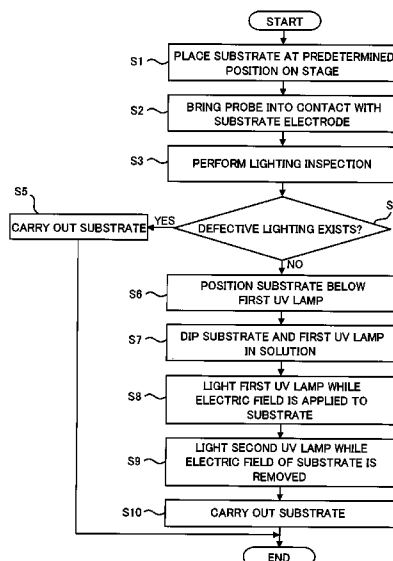 START
S1
PLACE SUBSTRATE AT PREDETERMINED
POSITION ON STAGE
S2
BRING PROBE INTO CONTACT WITH
SUBSTRATE ELECTRODE
S3
PERFORM LIGHTING INSPECTION
S
DEFECTIVE LIGHTING EXISTS?
YES
S5
CARRY OUT SUBSTRATE
NO
S6
POSITION SUBSTRATE BELOW
FIRST UV LAMP
S7
DIP SUBSTRATE AND FIRST UV LAMP
IN SOLUTION
S8
LIGHT FIRST UV LAMP WHILE
ELECTRIC FIELD IS APPLIED TO
SUBSTRATE
S9
LIGHT SECOND UV LAMP WHILE
ELECTRIC FIELD OF SUBSTRATE IS
REMOVED
S10
CARRY OUT SUBSTRATE
END